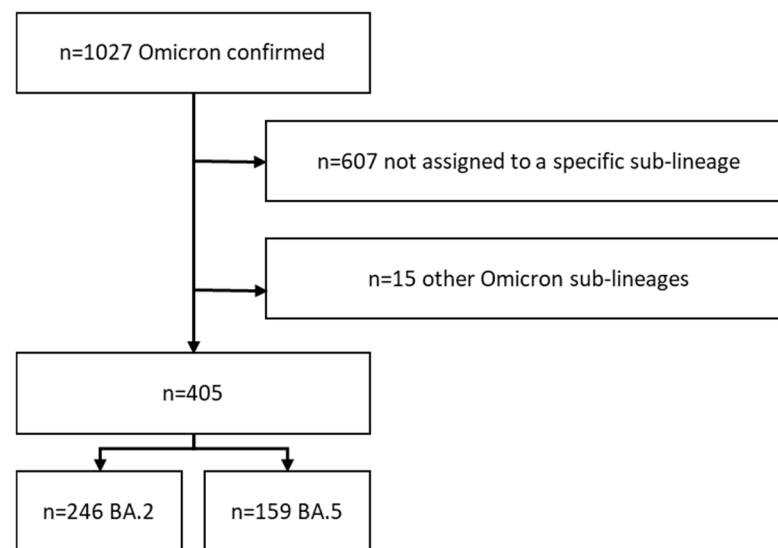 n=1027 Omicron confirmed
n=607 not assigned to a specific sub-lineage
n=15 other Omicron sub-lineages
n=405
n=246 BA.2
n=159 BA.5